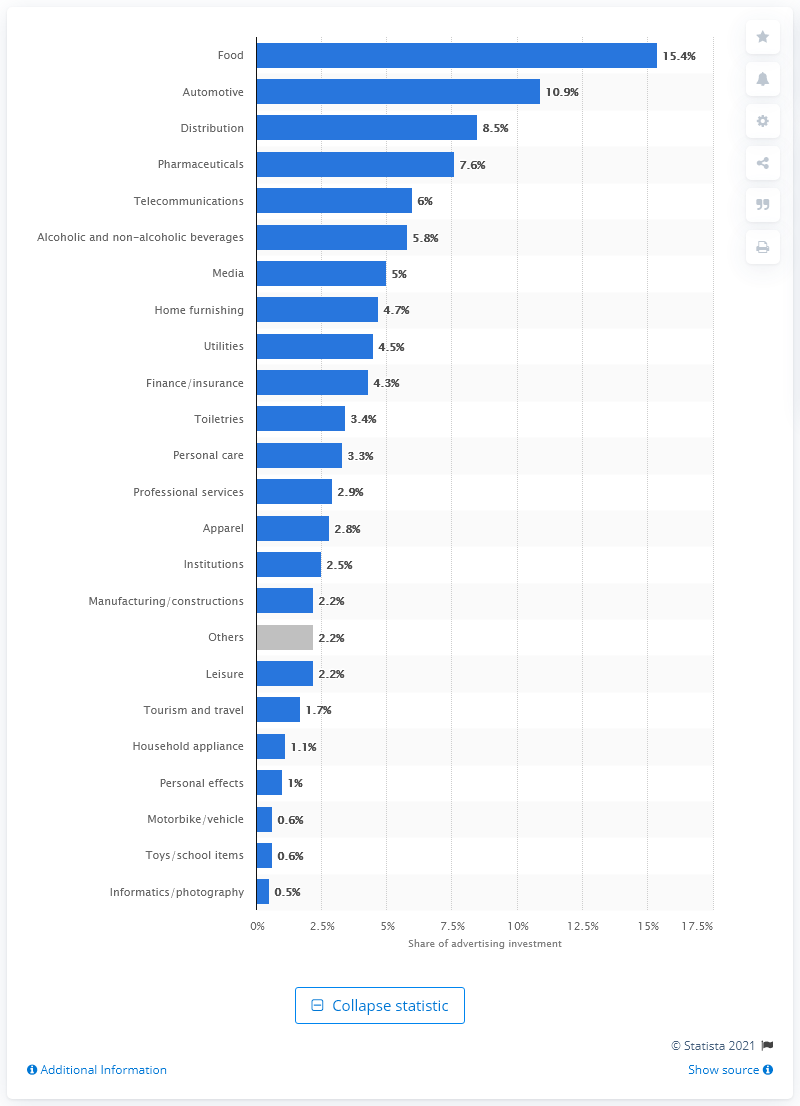 Food 15.4%
Automotive 10.9%
Distribution 8.5%
Pharmaceuticals 7.6%
Telecommunications 6%
Alcoholic and non-alcoholic beverages 5.8%
Media 5%
Home furnishing 4.7%
Utilities 4.5%
Finance/insurance 4.3%
Toiletries 3.4%
Personal care 3.3%
Professional services 2.9%
Apparel 2.8%
Institutions 2.5%
Manufacturing/constructions 2.2%
Others 2.2%
Leisure 2.2%
Tourism and travel 1.7%
Household appliance 1.1%
Personal effects 1%
Motorbike/vehicle 0.6%
Toys/school items 0.6%
Informatics/photography 0.5%
0% 2.5% 5% 7.5% 10% 12.5% 15% 17.5%
Share of advertising investment
Collapse statistic
© Statista 2021
Additional Information Show source